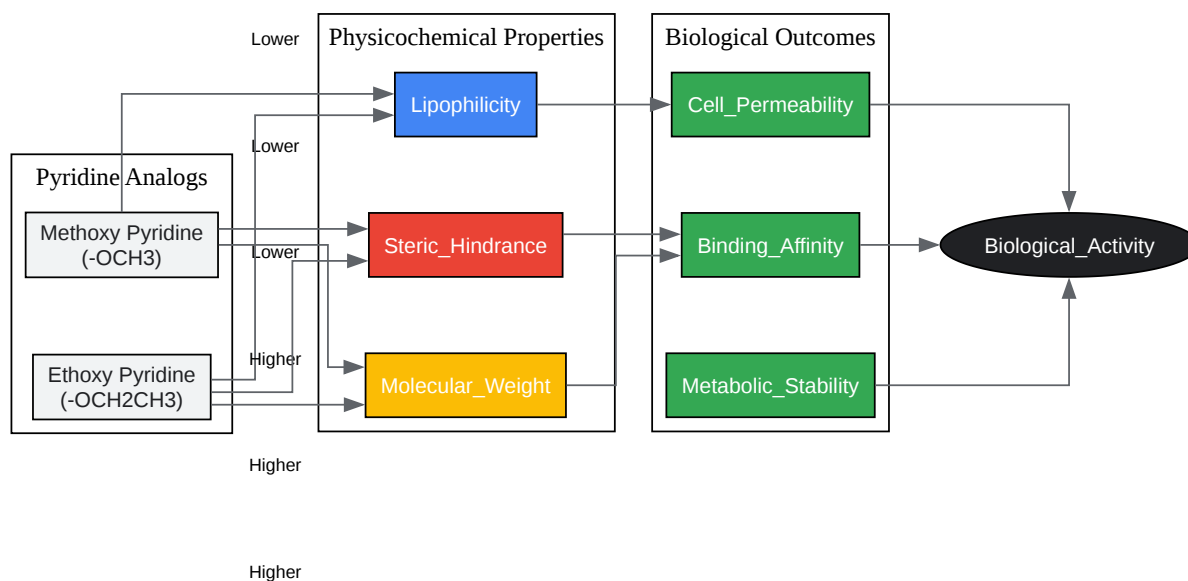 Lower
Physicochemical Properties
Biological Outcomes
Lipophilicity
Cell_Permeability
Lower
Pyridine Analogs
Methoxy Pyridine
(-OCH3)
Steric_Hindrance
Binding_Affinity
Biological_Activity
Lower
Higher
Ethoxy Pyridine
(-OCH2CH3)
Molecular_Weight
Metabolic_Stability
Higher
Higher